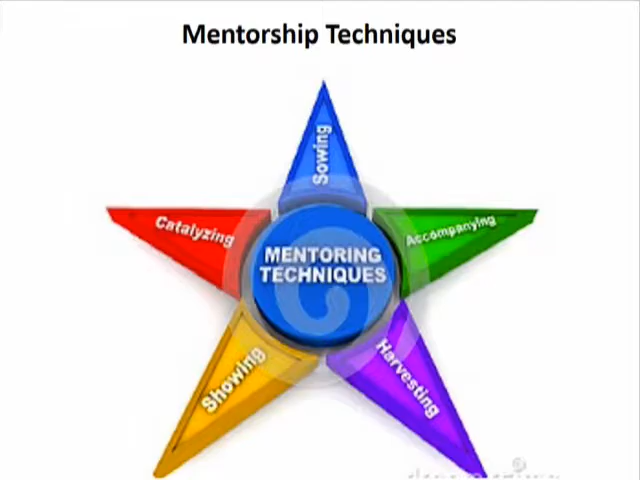 Mentorship Techniques
Sowing
Catalyzing
Accompanying
MENTORING
TECHNIQUES
Showing
Harvesting